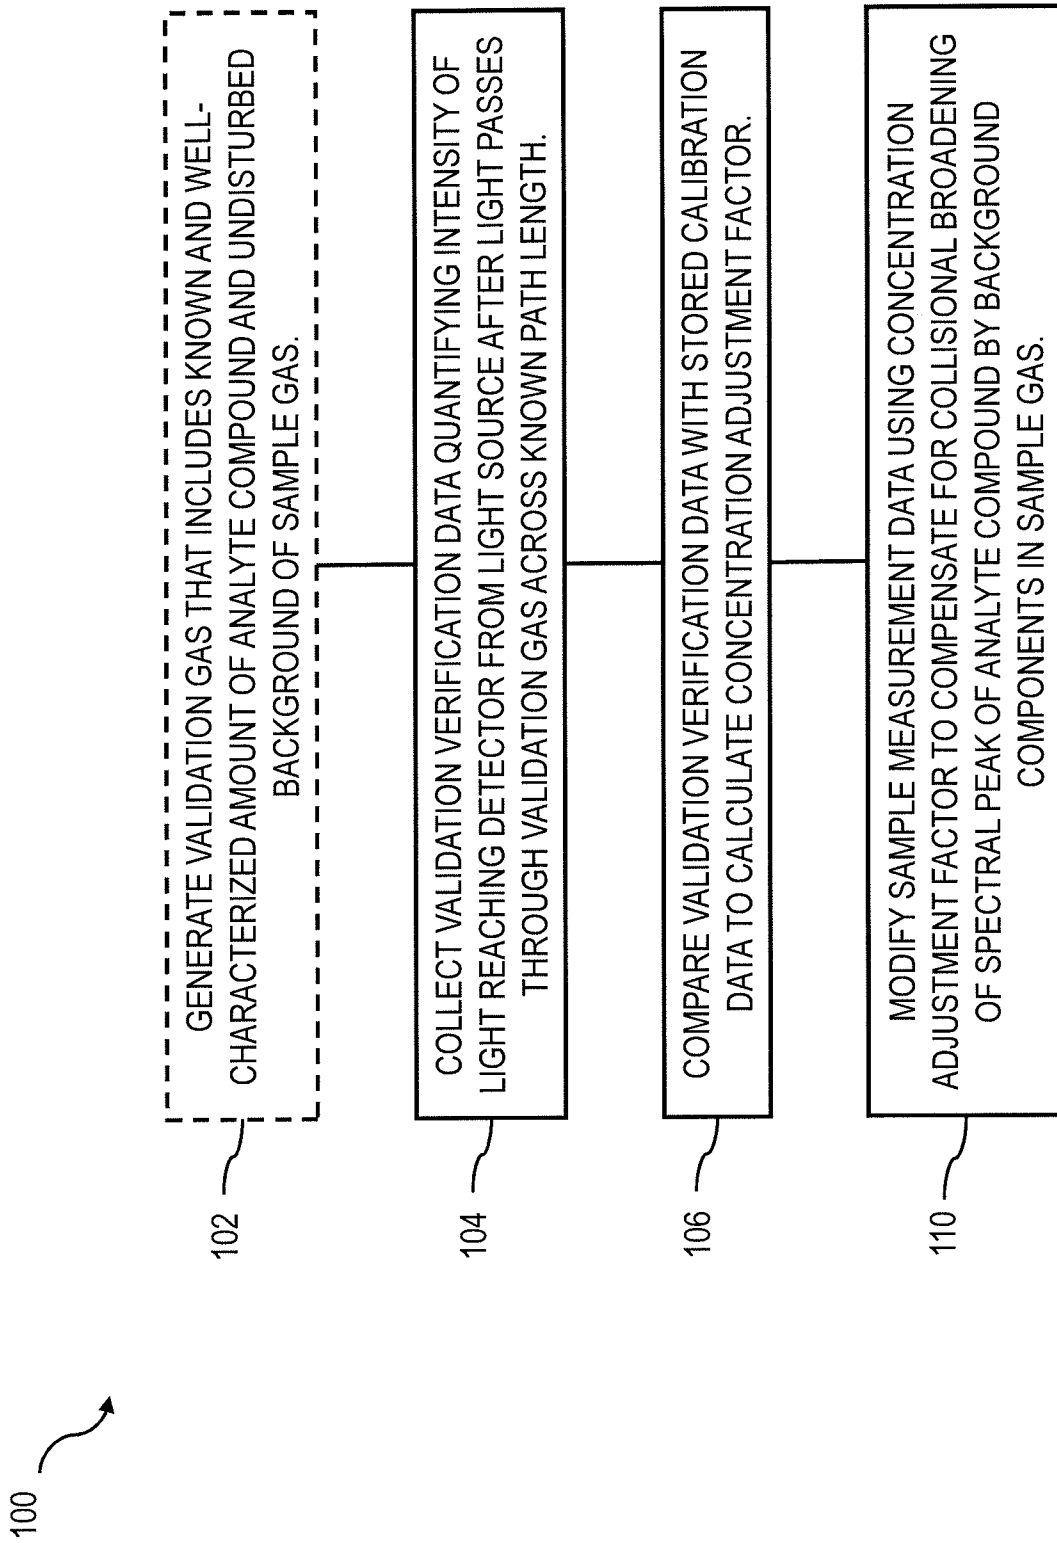 100
102
GENERATE VALIDATION GAS THAT INCLUDES KNOWN AND WELL-
CHARACTERIZED AMOUNT OF ANALYTE COMPOUND AND UNDISTURBED
BACKGROUND OF SAMPLE GAS.
104
COLLECT VALIDATION VERIFICATION DATA QUANTIFYING INTENSITY OF
LIGHT REACHING DETECTOR FROM LIGHT SOURCE AFTER LIGHT PASSES
THROUGH VALIDATION GAS ACROSS KNOWN PATH LENGTH.
106
COMPARE VALIDATION VERIFICATION DATA WITH STORED CALIBRATION
DATA TO CALCULATE CONCENTRATION ADJUSTMENT FACTOR.
110
MODIFY SAMPLE MEASUREMENT DATA USING CONCENTRATION
ADJUSTMENT FACTOR TO COMPENSATE FOR COLLISIONAL BROADENING
OF SPECTRAL PEAK OF ANALYTE COMPOUND BY BACKGROUND
COMPONENTS IN SAMPLE GAS.